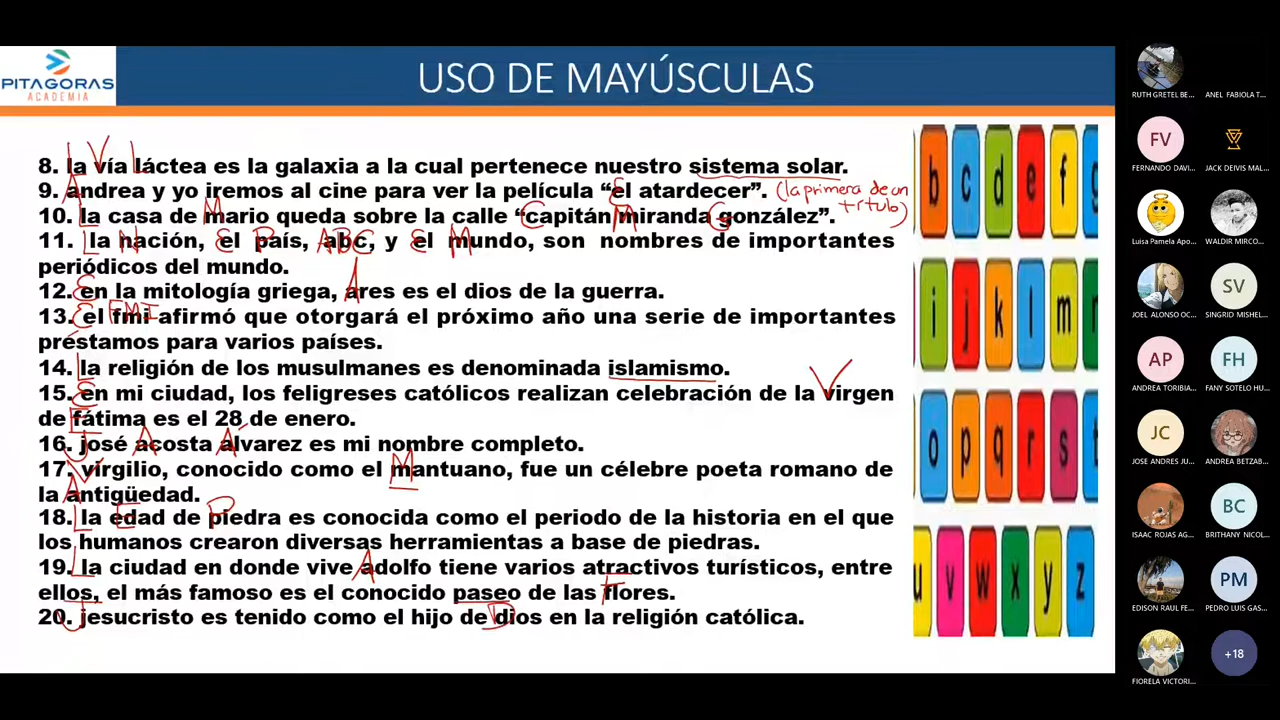 PITAGORAS
ACADEMIA
USO DE MAYÚSCULAS
L V L
8. la vía láctea es la galaxia a la cual pertenece nuestro sistema solar.
A E
9. andrea y yo iremos al cine para ver la película “el atardecer”. (la primera de un título)
L M C M G
10. la casa de mario queda sobre la calle “capitán miranda gonzález”.
L N E P ABC E M
11. la nación, el país, abc, y el mundo, son nombres de importantes
periódicos del mundo.
E A
12. en la mitología griega, ares es el dios de la guerra.
E FMI
13. el fmi afirmó que otorgará el próximo año una serie de importantes
préstamos para varios países.
L
14. la religión de los musulmanes es denominada islamismo.
E V
15. en mi ciudad, los feligreses católicos realizan celebración de la virgen
F
de fátima es el 28 de enero.
J A Á
16. josé acosta álvarez es mi nombre completo.
V M
17. virgilio, conocido como el mantuano, fue un célebre poeta romano de
A
la antigüedad.
L E P
18. la edad de piedra es conocida como el periodo de la historia en el que
los humanos crearon diversas herramientas a base de piedras.
L A
19. la ciudad en donde vive adolfo tiene varios atractivos turísticos, entre
F
ellos, el más famoso es el conocido paseo de las flores.
J D
20. jesucristo es tenido como el hijo de dios en la religión católica.
b c d e f g
i j k l m
o p q r s t
u v w x y z
RUTH GRETEL BE...
ANEL FABIOLA T...
FV
FERNANDO DAVI...
JACK DEIVIS MAL...
Luisa Pamela Apo...
WALDIR MIRCO...
JOEL ALONSO OC...
SV
SINGRID MISHEL...
AP
ANDREA TORIBIA...
FH
FANY SOTELO HU...
JC
JOSE ANDRES JU...
ANDREA BETZAB...
ISAAC ROJAS AG...
BC
BRITHANY NICOL...
EDISON RAUL FE...
PM
PEDRO LUIS GAS...
FIORELA VICTORI...
+18